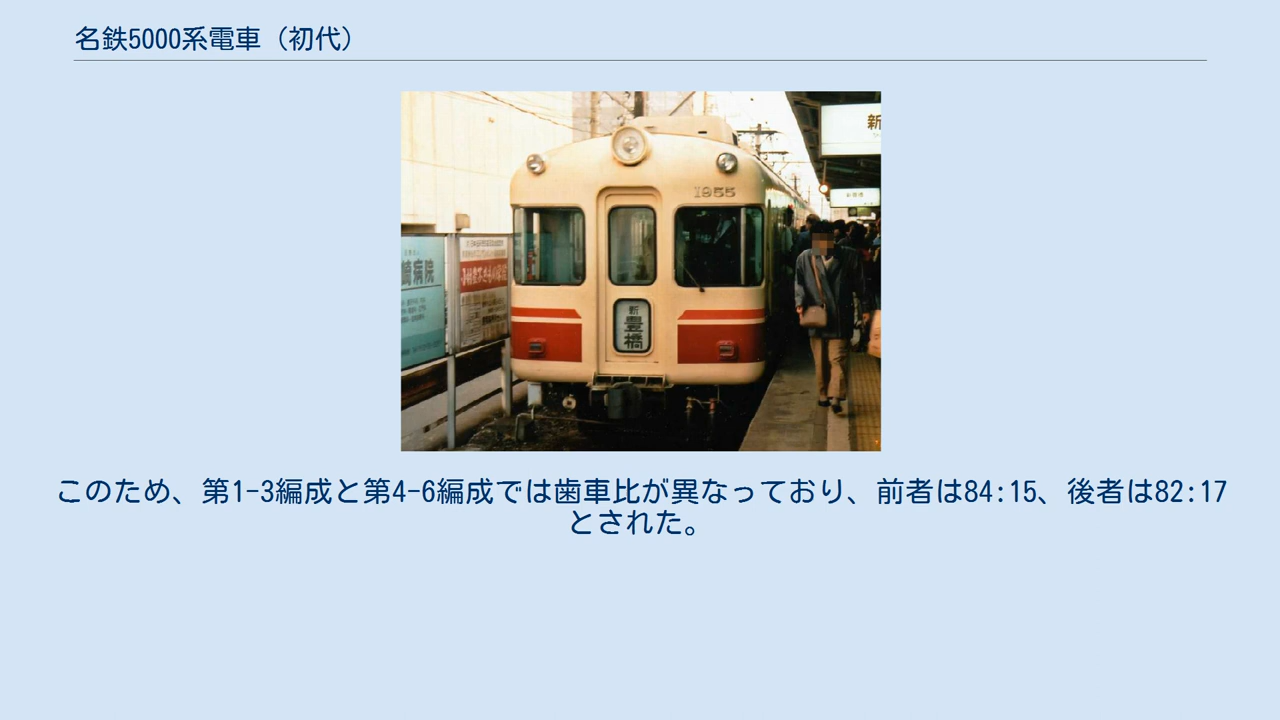 名鉄5000系電車（初代）
新
1955
病院
新
豊橋
このため、第1-3編成と第4-6編成では歯車比が異なっており、前者は84:15、後者は82:17
とされた。